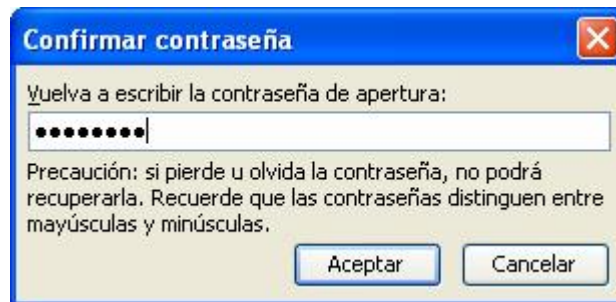 Confirmar contraseña
Vuelva a escribir la contraseña de apertura:
●●●●●●●●
Precaución: si pierde u olvida la contraseña, no podrá
recuperarla. Recuerde que las contraseñas distinguen entre
mayúsculas y minúsculas.
Aceptar Cancelar